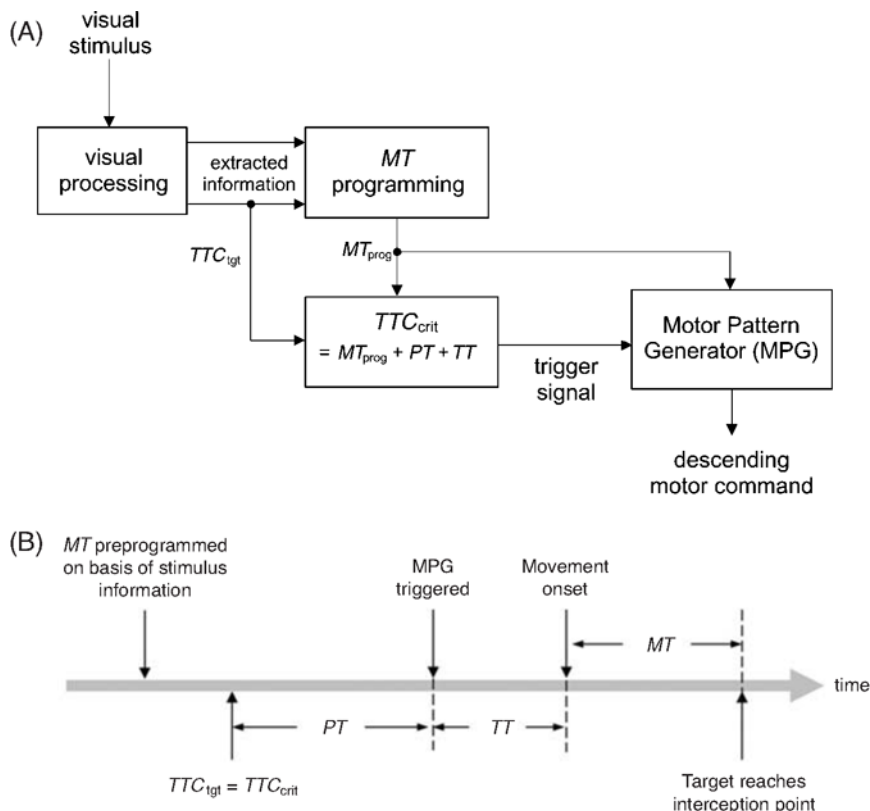 (A)
visual
stimulus
visual
processing
extracted
information
MT
programming
TTCtgt
MTprog
TTCcrit
= MTprog + PT + TT
trigger
signal
Motor Pattern
Generator (MPG)
descending
motor command
(B)
MT preprogrammed
on basis of stimulus
information
MPG
triggered
Movement
onset
MT
time
PT
TT
TTCtgt = TTCcrit
Target reaches
interception point